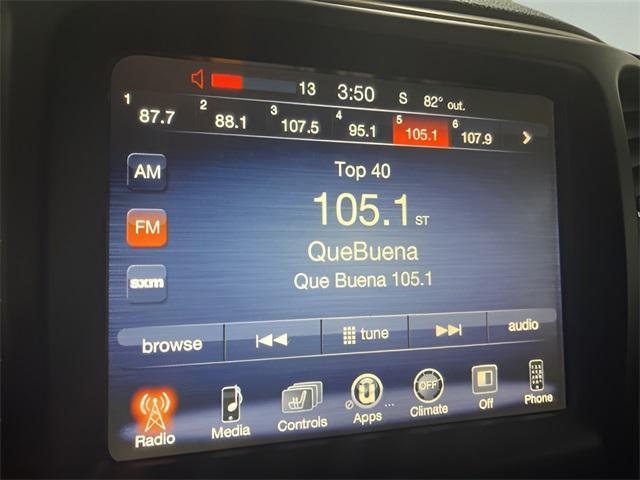 13 3:50 S 82° out.
1 87.7 2 88.1 3 107.5 4 95.1 5 105.1 6 107.9
AM
Top 40
105.1 ST
FM
QueBuena
Que Buena 105.1
sxm
browse tune audio
OFF
Radio Media Controls Apps ... Climate Off Phone